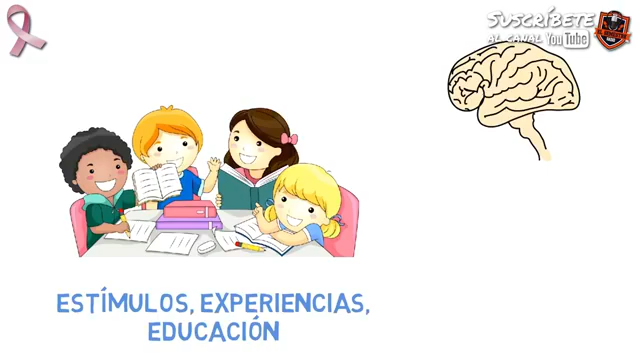 SUSCRÍBETE
AL CANAL YouTube
ESTÍMULOS, EXPERIENCIAS,
EDUCACIÓN